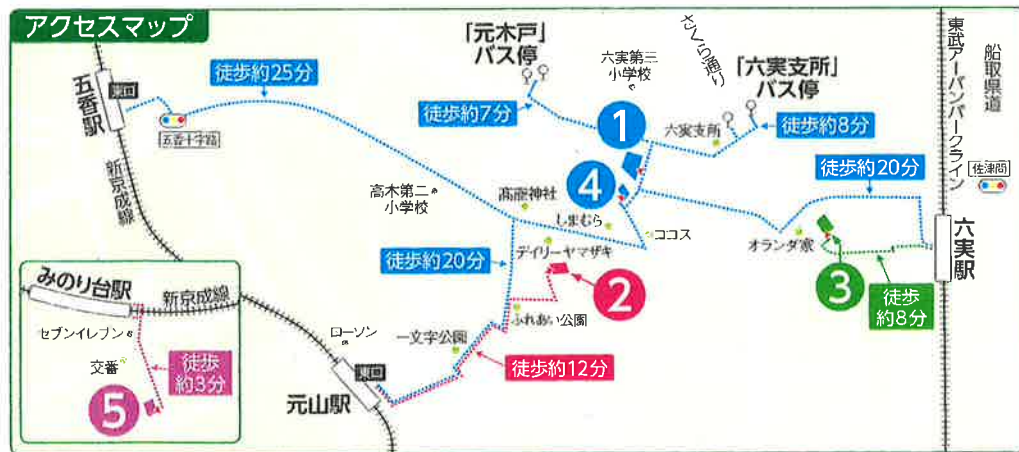 アクセスマップ
「元木戸」
バス停
六実第三
小学校
さくら通り
「六実支所」
バス停
東武アーバンパークライン
船取県道
五香駅
東口
徒歩約25分
五香十字路
徒歩約7分
1
六実支所
徒歩約8分
新京成線
高木第二
小学校
4
徒歩約20分
佐津間
高龗神社
しまむら
ココス
オランダ家
六実駅
デイリーヤマザキ
徒歩約20分
2
3
徒歩
約8分
みのり台駅
新京成線
セブンイレブン
交番
徒歩
約3分
5
ローソン
一文字公園
ふれあい公園
東口
徒歩約12分
元山駅